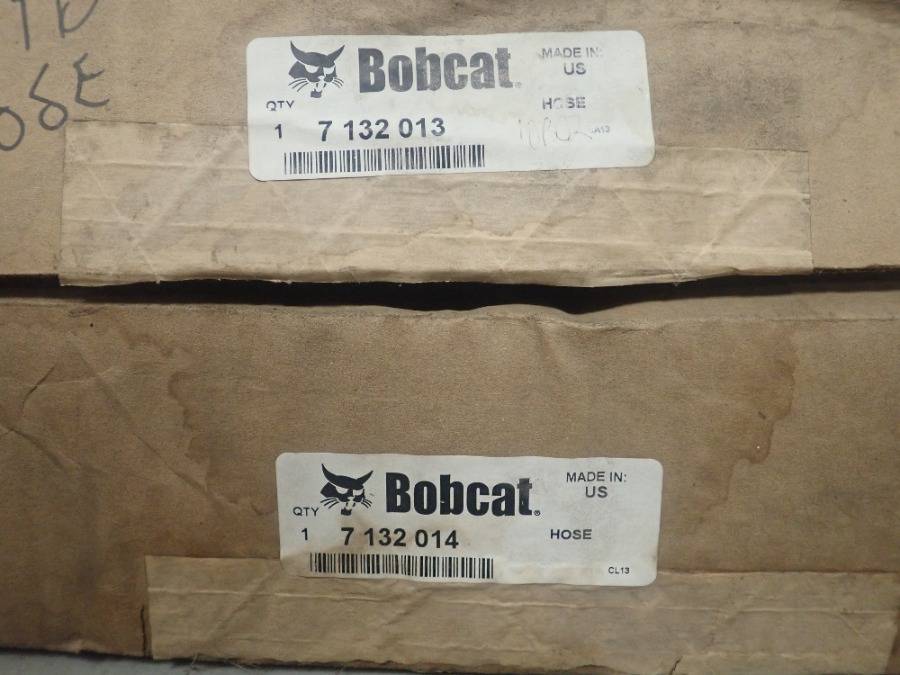 Bobcat®
MADE IN:
US
QTY
HOSE
1 7 132 013
Bobcat®
MADE IN:
US
QTY
1 7 132 014
HOSE
CL13